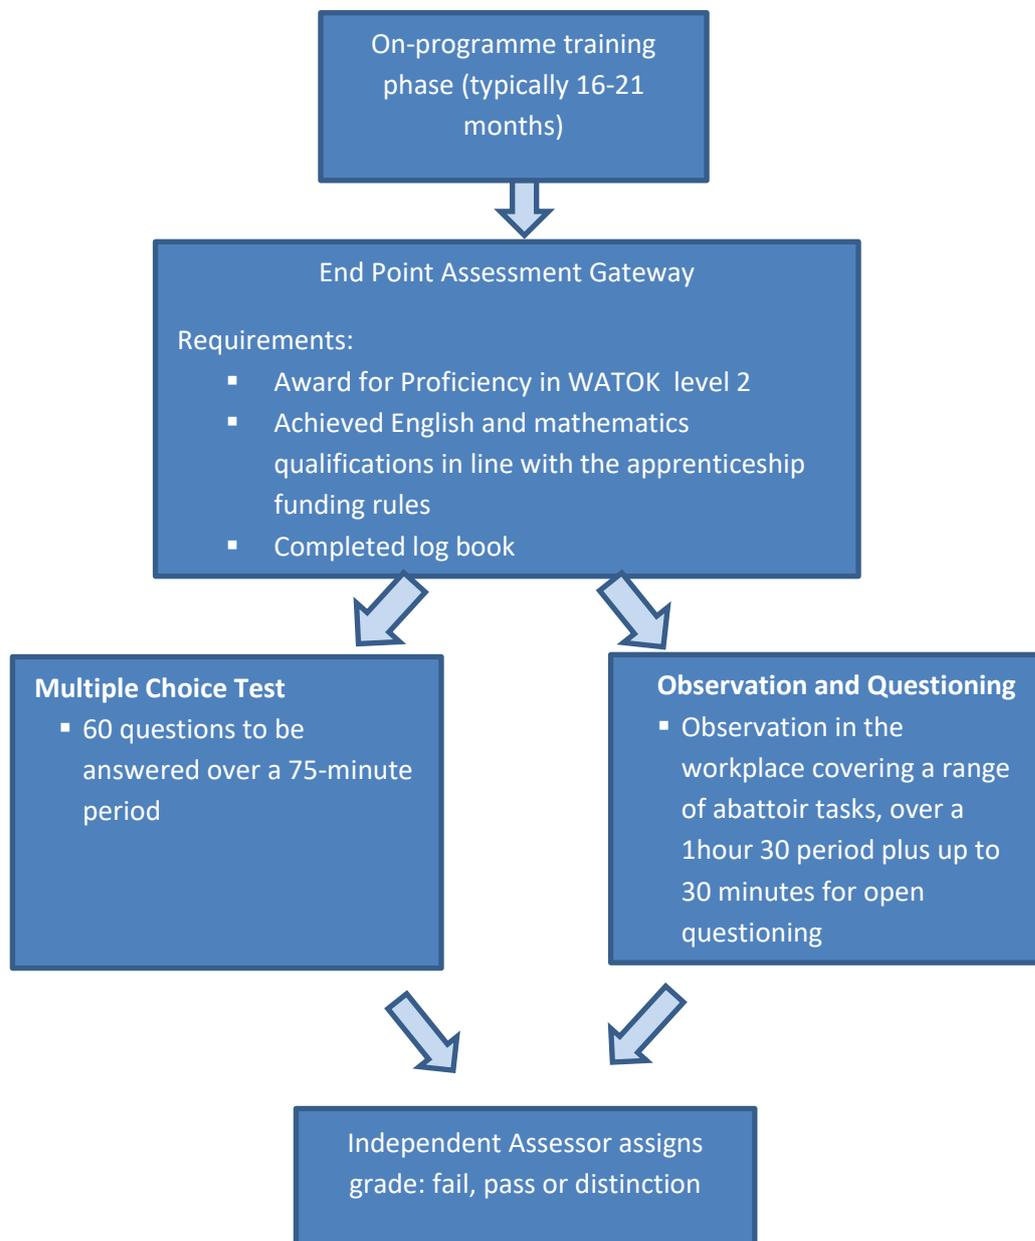 On-programme training
phase (typically 16-21
months)
End Point Assessment Gateway
Requirements:
▪ Award for Proficiency in WATOK  level 2
▪ Achieved English and mathematics
qualifications in line with the apprenticeship
funding rules
▪ Completed log book
Multiple Choice Test
▪ 60 questions to be
answered over a 75-minute
period
Observation and Questioning
▪ Observation in the
workplace covering a range
of abattoir tasks, over a
1hour 30 period plus up to
30 minutes for open
questioning
Independent Assessor assigns
grade: fail, pass or distinction